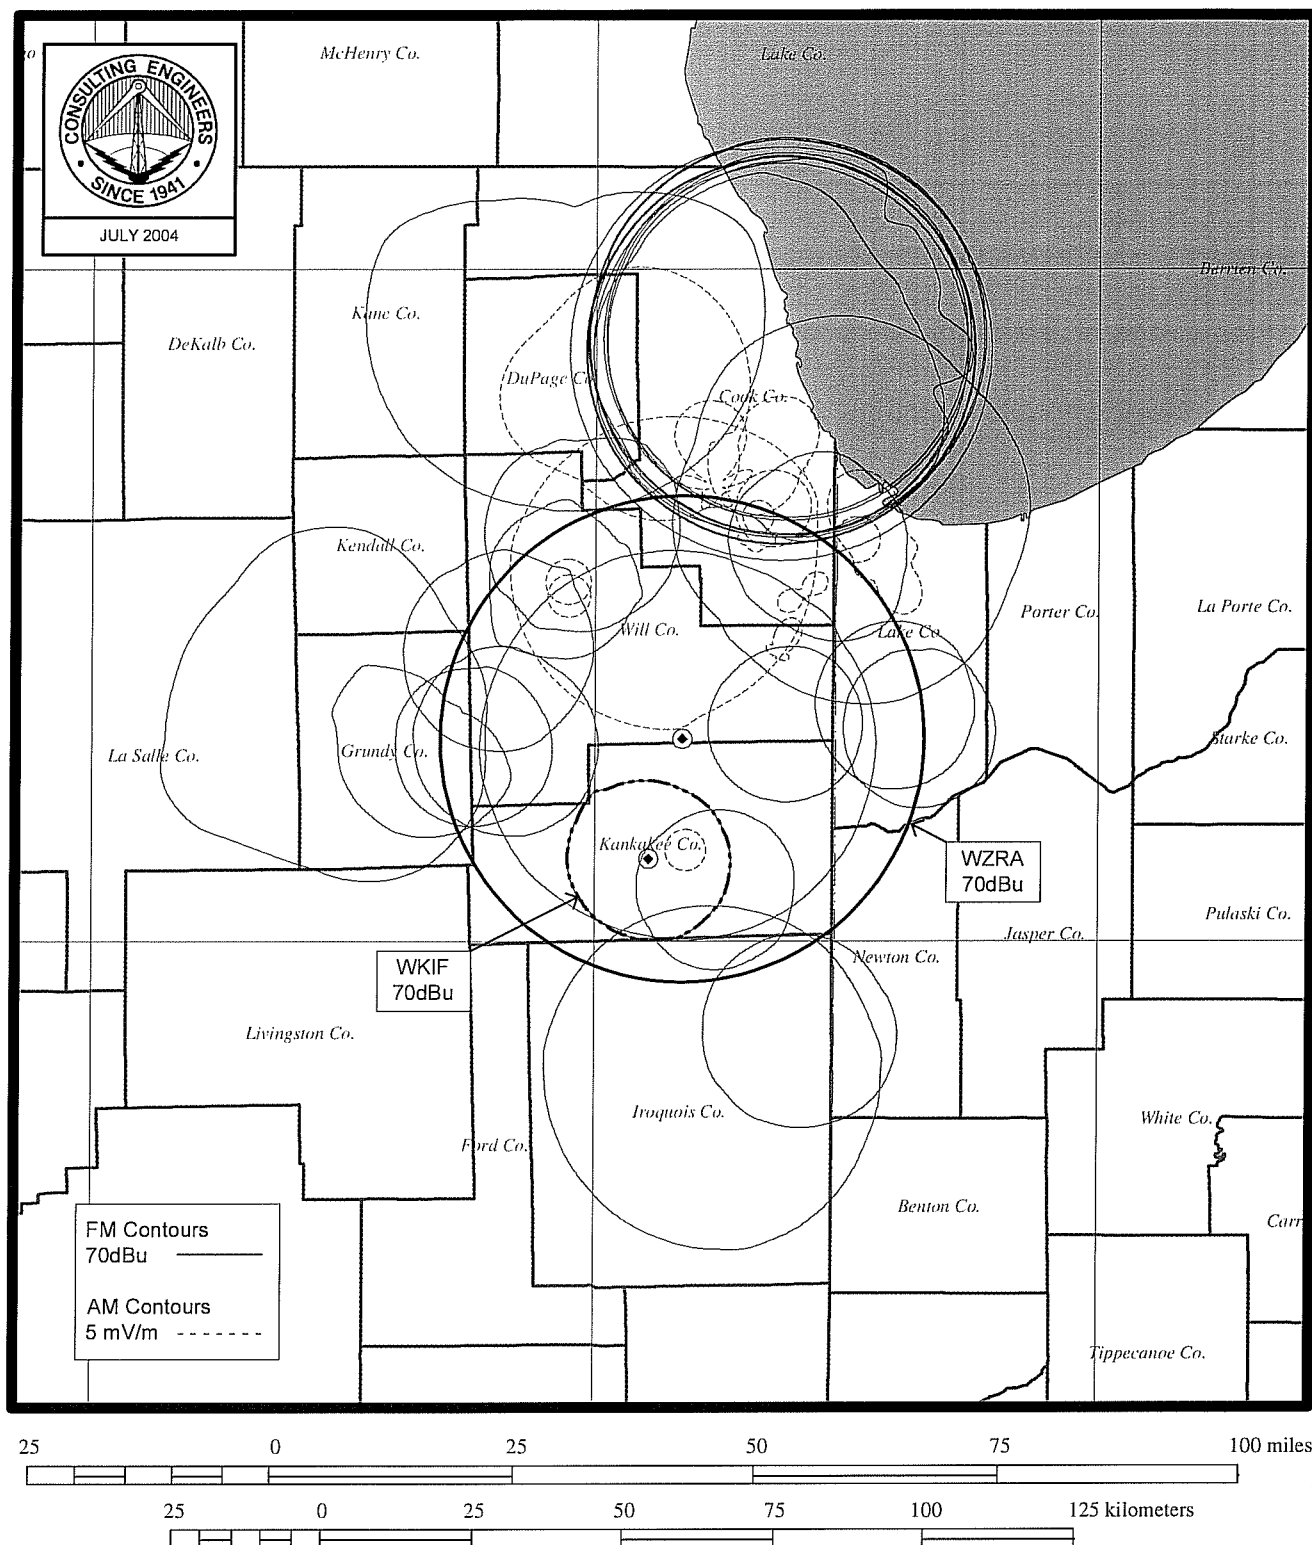 McHenry Co.
Lake Co.
CONSULTING ENGINEERS
SINCE 1941
JULY 2004
Barrien Co.
Kane Co.
DeKalb Co.
DuPage Co.
Cook Co.
Kendall Co.
Will Co.
Lake Co.
Porter Co.
La Porte Co.
La Salle Co.
Grundy Co.
Starke Co.
Kankakee Co.
WZRA
70dBu
Pulaski Co.
Jasper Co.
Newton Co.
WKIF
70dBu
Livingston Co.
Iroquois Co.
Ford Co.
White Co.
Benton Co.
Carr
FM Contours
70dBu
AM Contours
5 mV/m
Tippecanoe Co.
25 0 25 50 75 100 miles
25 0 25 50 75 100 125 kilometers